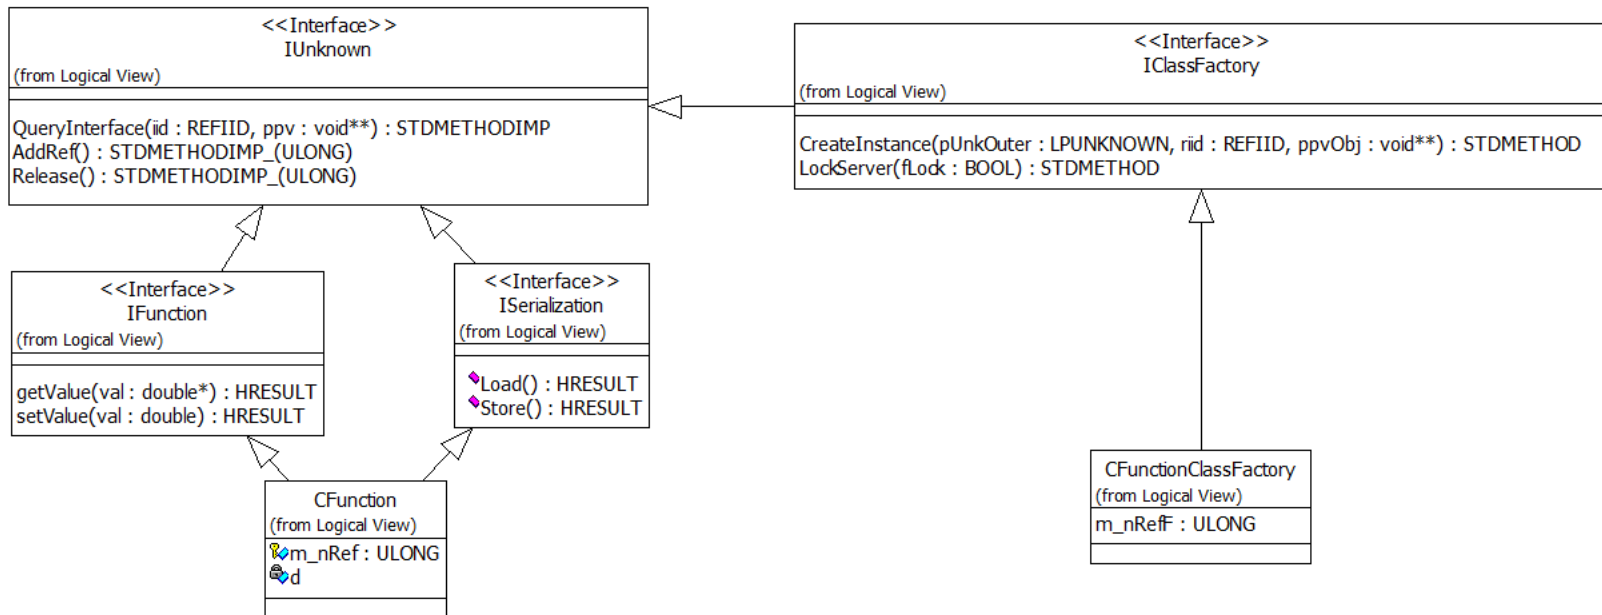 <<Interface>>
IUnknown
(from Logical View)
QueryInterface(iid : REFIID, ppv : void**) : STDMETHODIMP
AddRef() : STDMETHODIMP_(ULONG)
Release() : STDMETHODIMP_(ULONG)
<<Interface>>
IClassFactory
(from Logical View)
CreateInstance(pUnkOuter : LPUNKNOWN, riid : REFIID, ppvObj : void**) : STDMETHOD
LockServer(fLock : BOOL) : STDMETHOD
<<Interface>>
IFunction
(from Logical View)
getValue(val : double*) : HRESULT
setValue(val : double) : HRESULT
<<Interface>>
ISerialization
(from Logical View)
Load() : HRESULT
Store() : HRESULT
CFunction
(from Logical View)
m_nRef : ULONG
d
CFunctionClassFactory
(from Logical View)
m_nRefF : ULONG